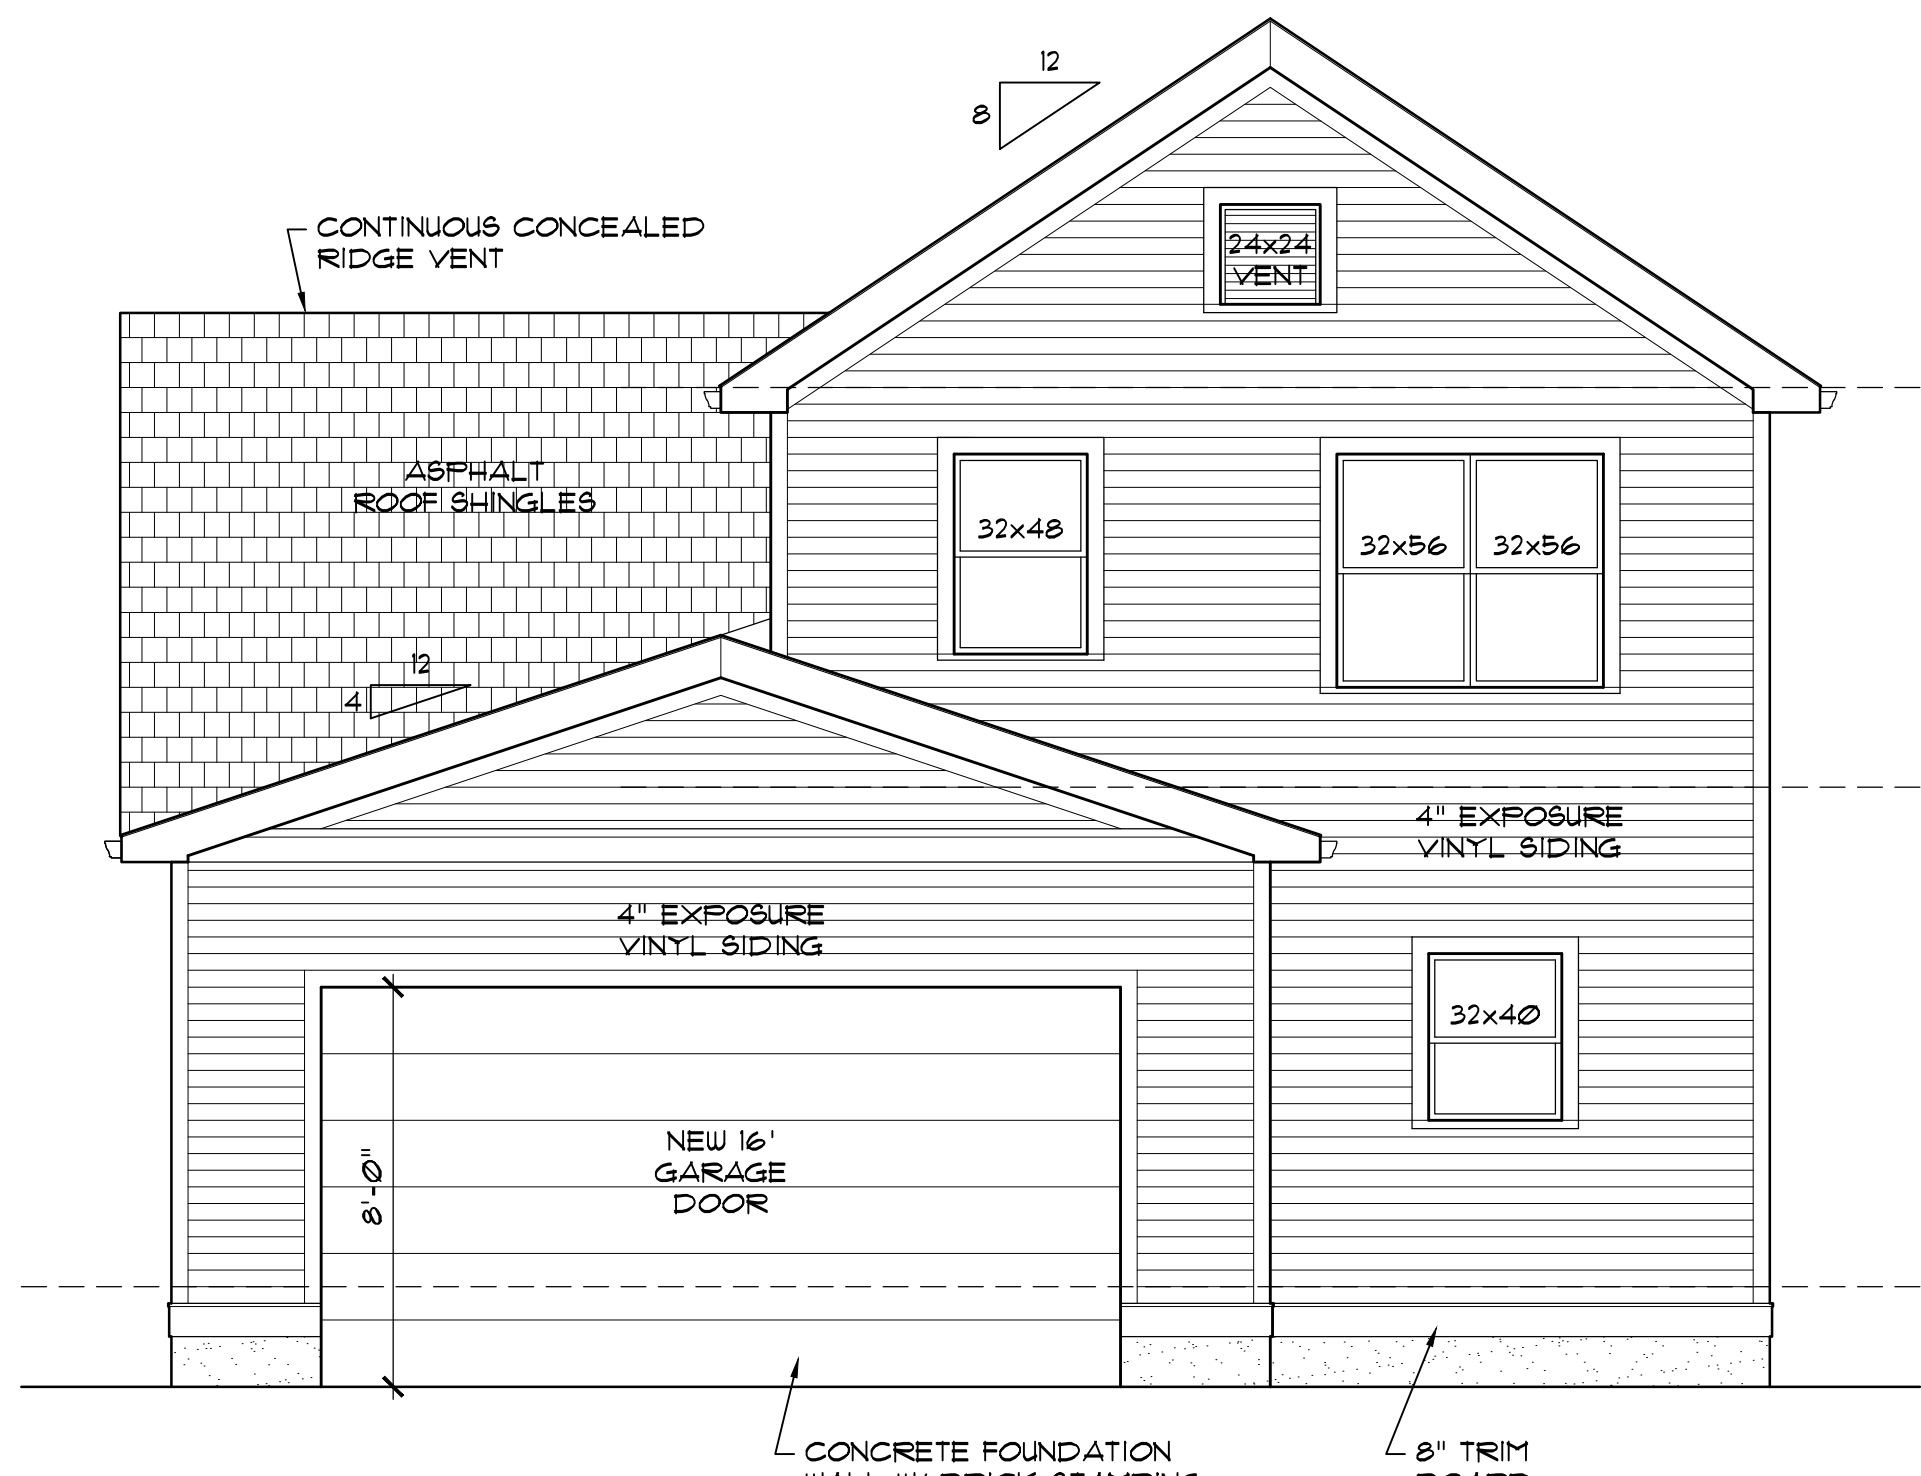 12
8
CONTINUOUS CONCEALED
RIDGE VENT
24x24
VENT
ASPHALT
ROOF SHINGLES
32x48
32x56
32x56
12
4
4" EXPOSURE
VINYL SIDING
4" EXPOSURE
VINYL SIDING
32x40
8'-0"
NEW 16'
GARAGE
DOOR
CONCRETE FOUNDATION
8" TRIM